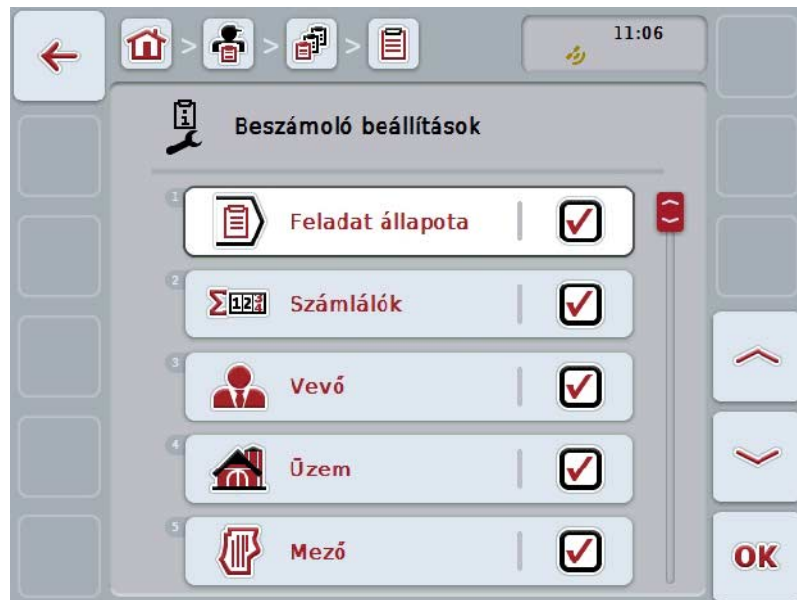 11:06
Beszámoló beállítások
1
Feladat állapota
2
Számlálók
3
Vevő
4
Üzem
5
Mező
OK